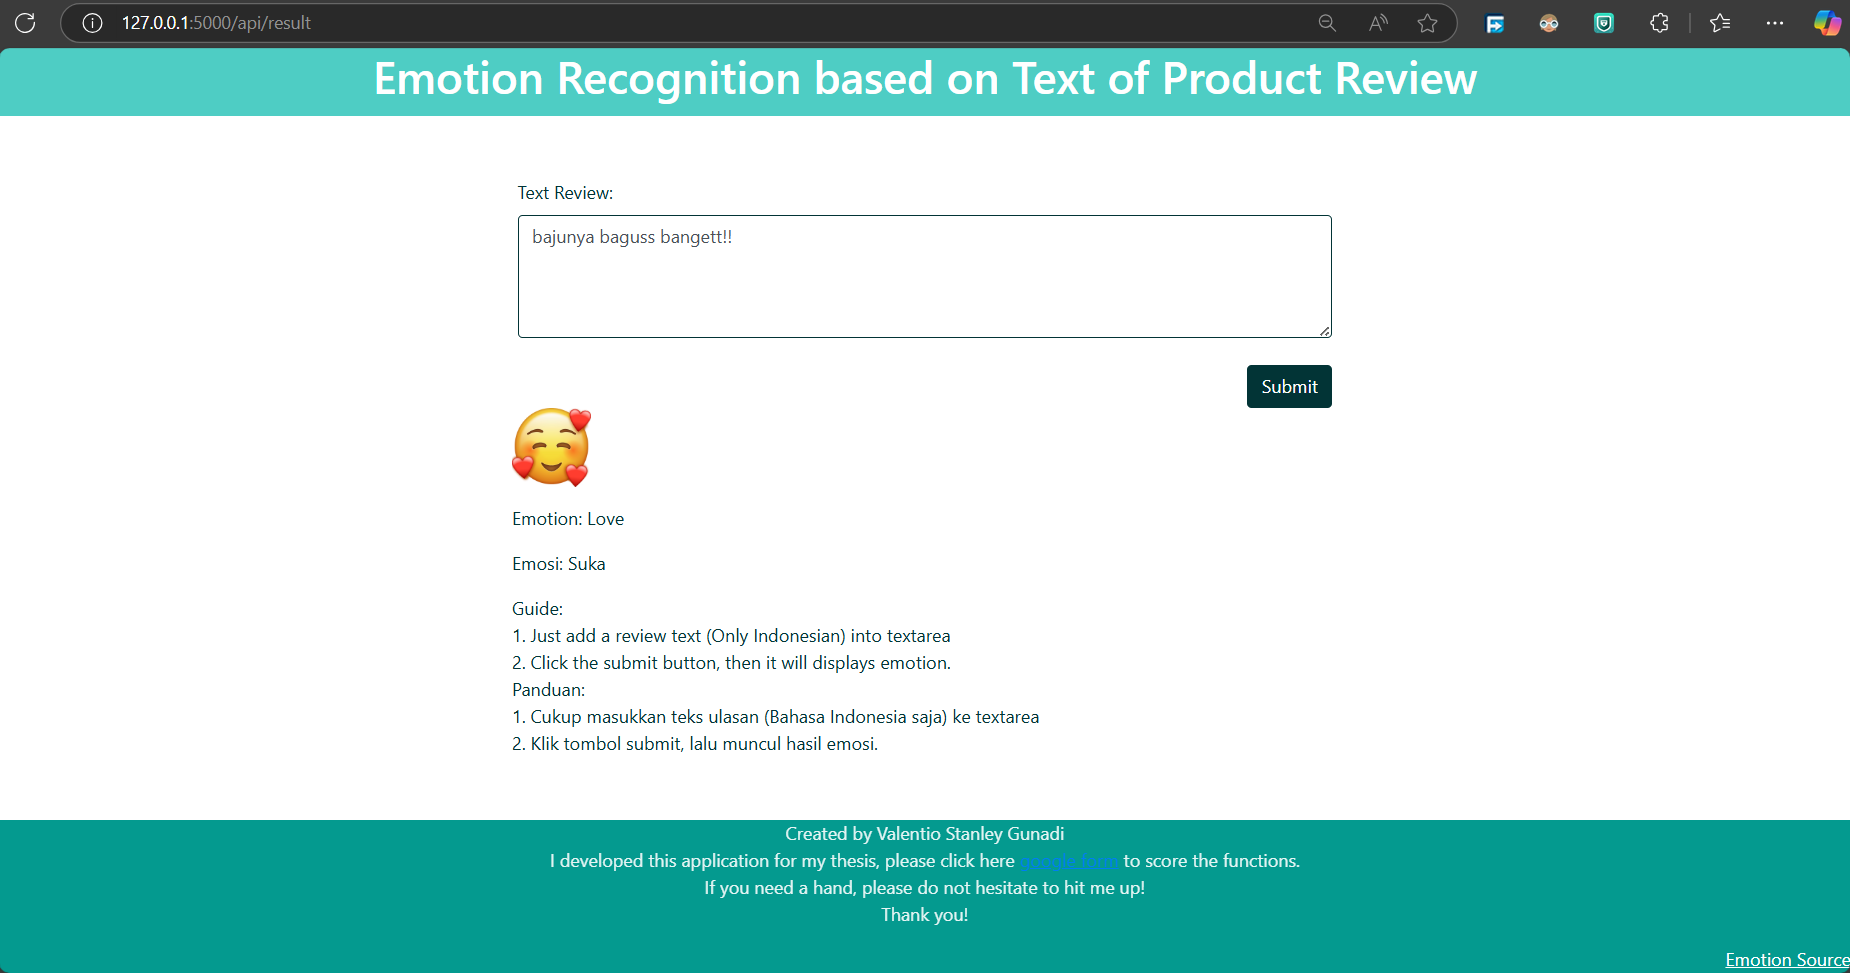 127.0.0.1:5000/api/result
Emotion Recognition based on Text of Product Review
Text Review:
bajunya baguss bangett!!
Submit
Emotion: Love
Emosi: Suka
Guide:
1. Just add a review text (Only Indonesian) into textarea
2. Click the submit button, then it will displays emotion.
Panduan:
1. Cukup masukkan teks ulasan (Bahasa Indonesia saja) ke textarea
2. Klik tombol submit, lalu muncul hasil emosi.
Created by Valentio Stanley Gunadi
I developed this application for my thesis, please click here google form to score the functions.
If you need a hand, please do not hesitate to hit me up!
Thank you!
Emotion Source